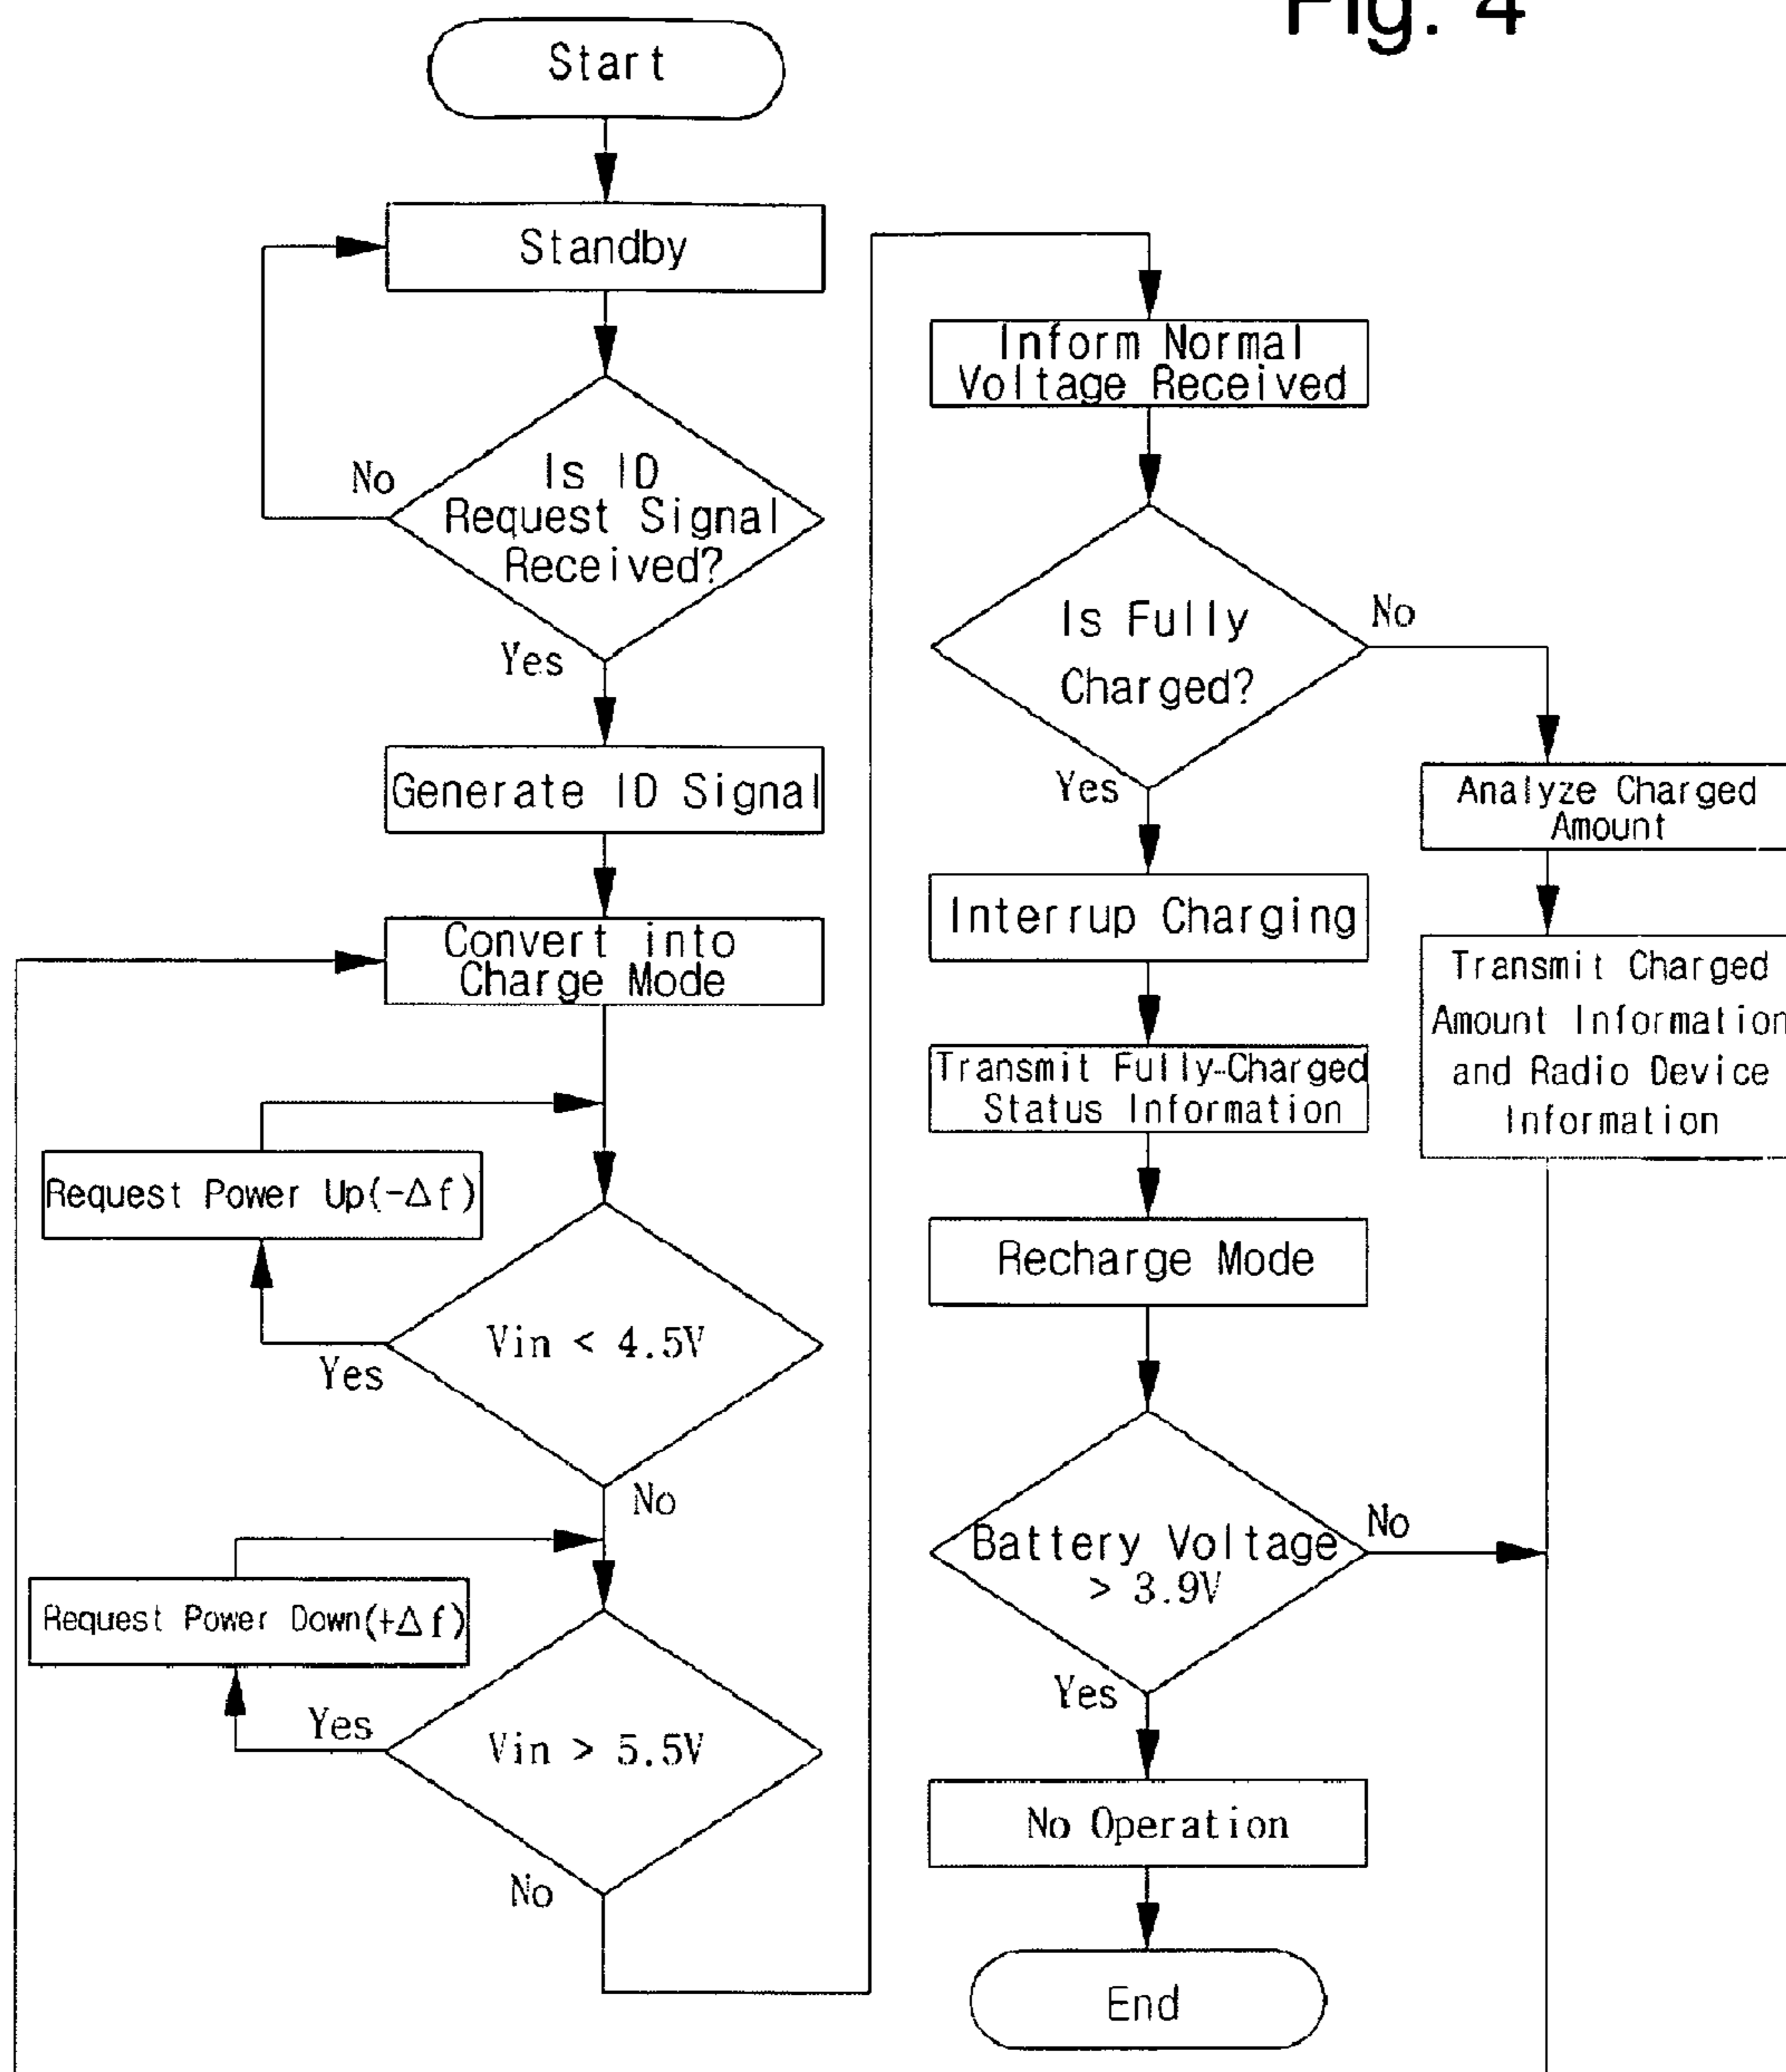 Fig. 4
Start
Standby
No
Is ID
Request Signal
Received?
Yes
Generate ID Signal
Convert into
Charge Mode
Request Power Up(-Δf)
Vin < 4.5V
Yes
No
Request Power Down(+Δf)
Yes
Vin > 5.5V
No
Inform Normal
Voltage Received
Is Fully
Charged?
No
Yes
Analyze Charged
Amount
Interrup Charging
Transmit Charged
Amount Information
and Radio Device
Information
Transmit Fully-Charged
Status Information
Recharge Mode
Battery Voltage
> 3.9V
No
Yes
No Operation
End